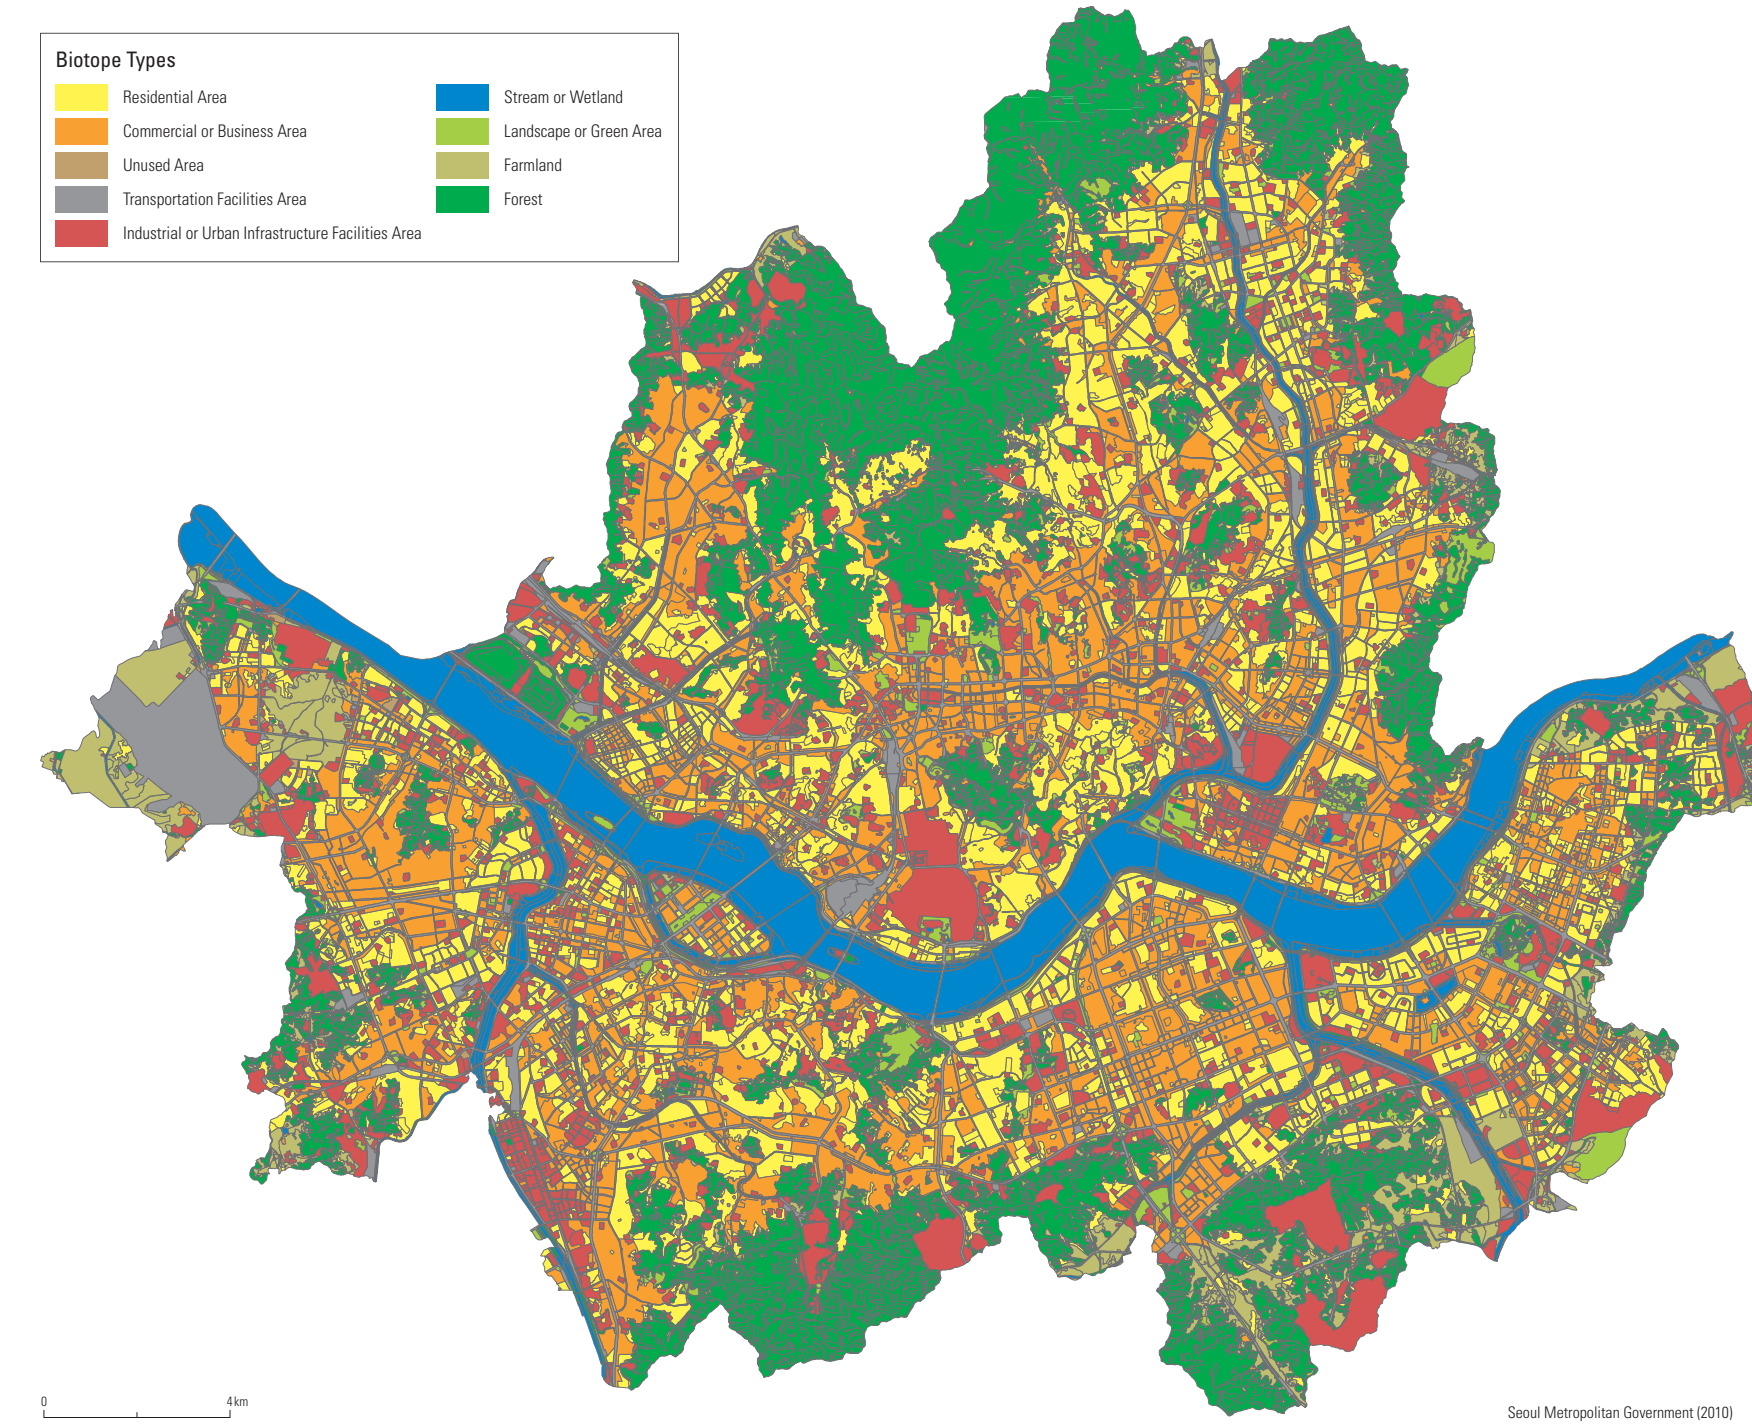 Biotope Types
Residential Area
Commercial or Business Area
Unused Area
Transportation Facilities Area
Industrial or Urban Infrastructure Facilities Area
Stream or Wetland
Landscape or Green Area
Farmland
Forest
0 4km
Seoul Metropolitan Government (2010)